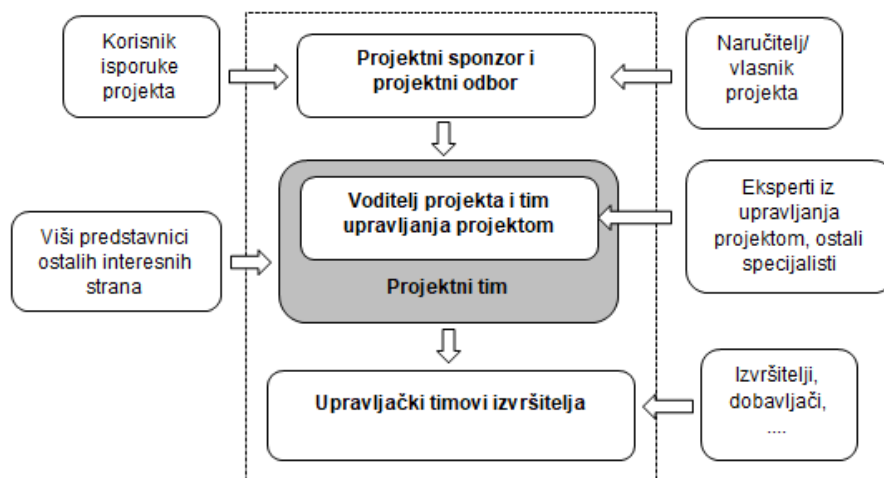 Korisnik
isporuke
projekta
Projektni sponzor i
projektni odbor
Naručitelj/
vlasnik
projekta
Voditelj projekta i tim
upravljanja projektom
Projektni tim
Viši predstavnici
ostalih interesnih
strana
Eksperti iz
upravljanja
projektom, ostali
specijalisti
Upravljački timovi izvršitelja
Izvršitelji,
dobavljači,
....